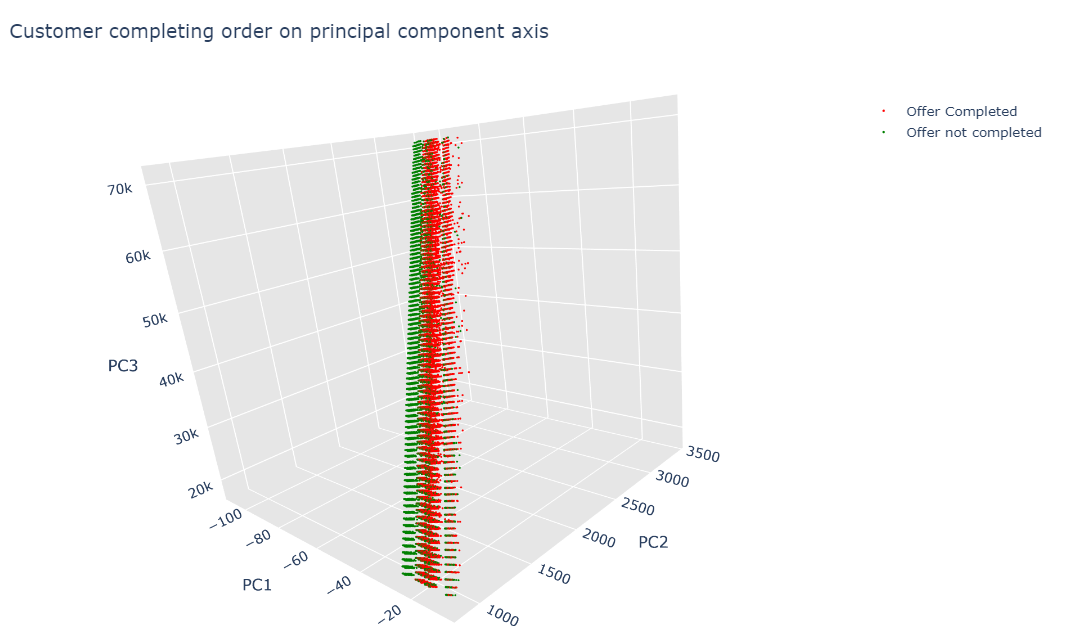 Customer completing order on principal component axis
Offer Completed
Offer not completed
70k
60k
50k
40k
30k
20k
PC3
−100
−80
−60
−40
−20
PC1
3500
3000
2500
2000
1500
1000
PC2